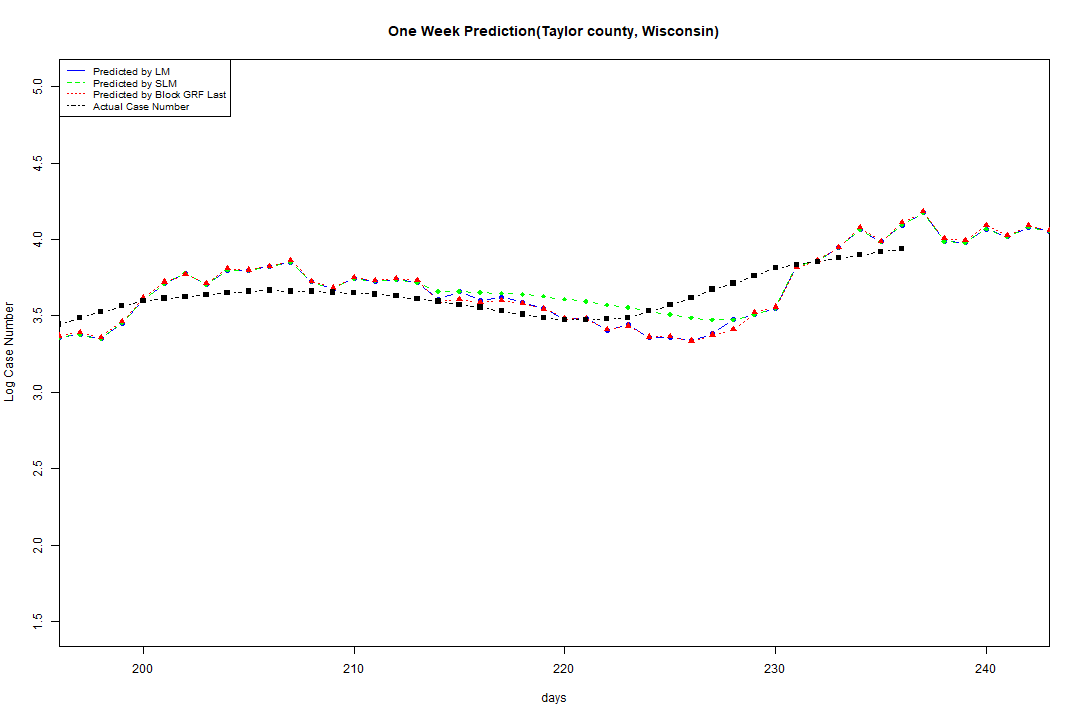 One Week Prediction(Taylor county, Wisconsin)
Predicted by LM
Predicted by SLM
Predicted by Block GRF Last
Actual Case Number
5.0
4.5
4.0
3.5
3.0
2.5
2.0
1.5
Log Case Number
200 210 220 230 240
days